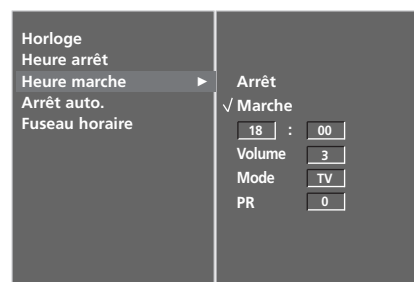 Horloge
Heure arrêt
Heure marche ►
Arrêt auto.
Fuseau horaire
Arrêt
√ Marche
18 : 00
Volume 3
Mode TV
PR 0